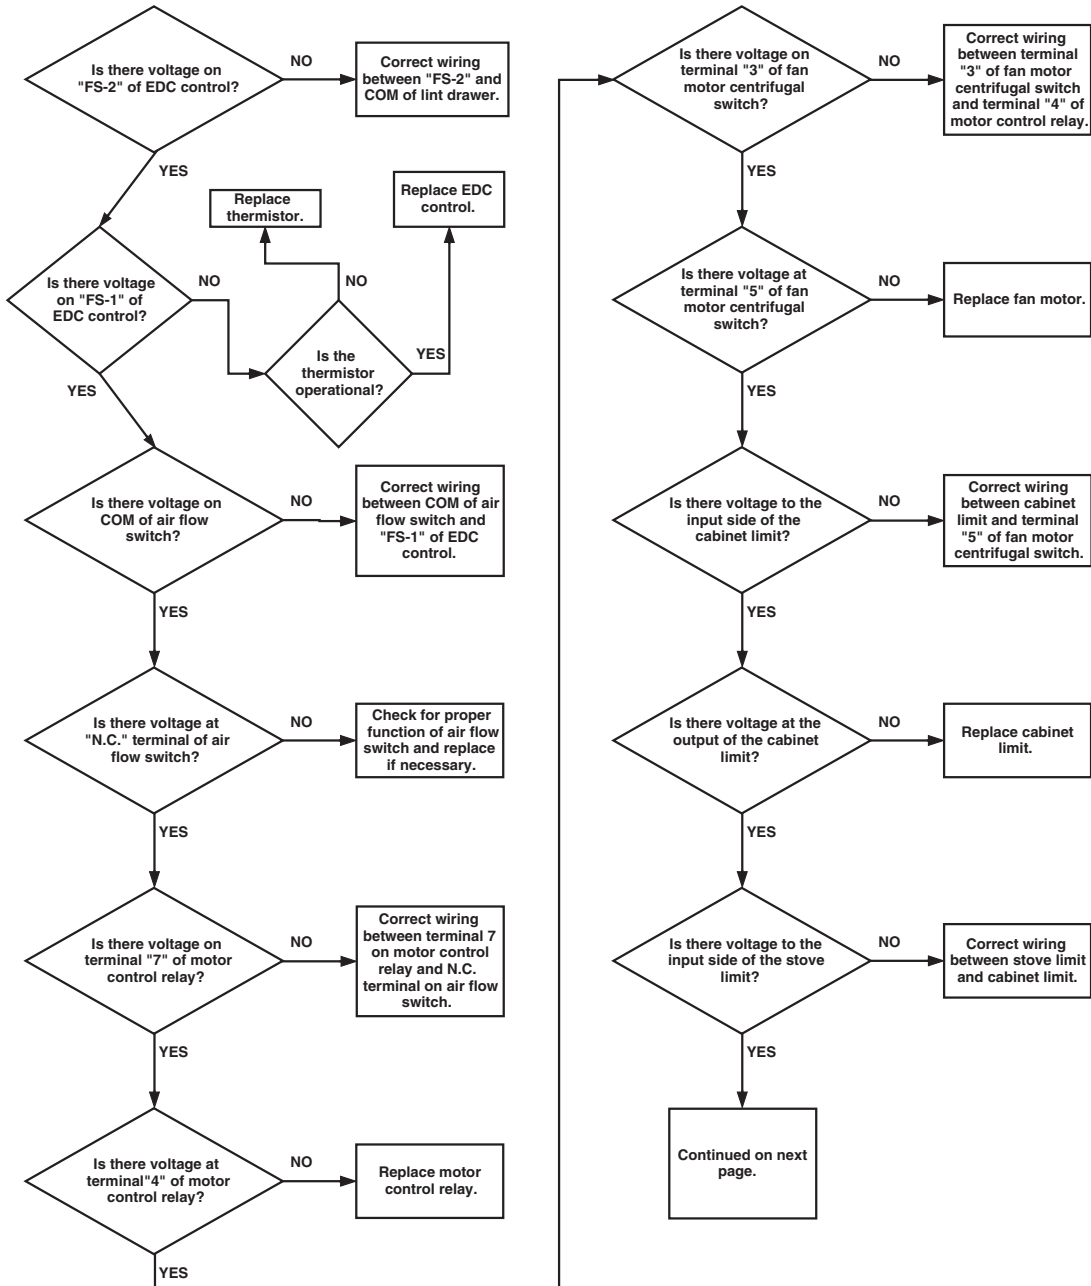 Is there voltage on
"FS-2" of EDC control?
NO
Correct wiring
between "FS-2" and
COM of lint drawer.
YES
Is there voltage
on "FS-1" of
EDC control?
NO
Is the
thermistor
operational?
NO
Replace
thermistor.
YES
Replace EDC
control.
YES
Is there voltage on
COM of air flow
switch?
NO
Correct wiring
between COM of air
flow switch and
"FS-1" of EDC
control.
YES
Is there voltage at
"N.C." terminal of air
flow switch?
NO
Check for proper
function of air flow
switch and replace
if necessary.
YES
Is there voltage on
terminal "7" of motor
control relay?
NO
Correct wiring
between terminal 7
on motor control
relay and N.C.
terminal on air flow
switch.
YES
Is there voltage at
terminal"4" of motor
control relay?
NO
Replace motor
control relay.
YES
Is there voltage on
terminal "3" of fan
motor centrifugal
switch?
NO
Correct wiring
between terminal
"3" of fan motor
centrifugal switch
and terminal "4" of
motor control relay.
YES
Is there voltage at
terminal "5" of fan
motor centrifugal
switch?
NO
Replace fan motor.
YES
Is there voltage to the
input side of the
cabinet limit?
NO
Correct wiring
between cabinet
limit and terminal
"5" of fan motor
centrifugal switch.
YES
Is there voltage at the
output of the cabinet
limit?
NO
Replace cabinet
limit.
YES
Is there voltage to the
input side of the stove
limit?
NO
Correct wiring
between stove limit
and cabinet limit.
YES
Continued on next
page.